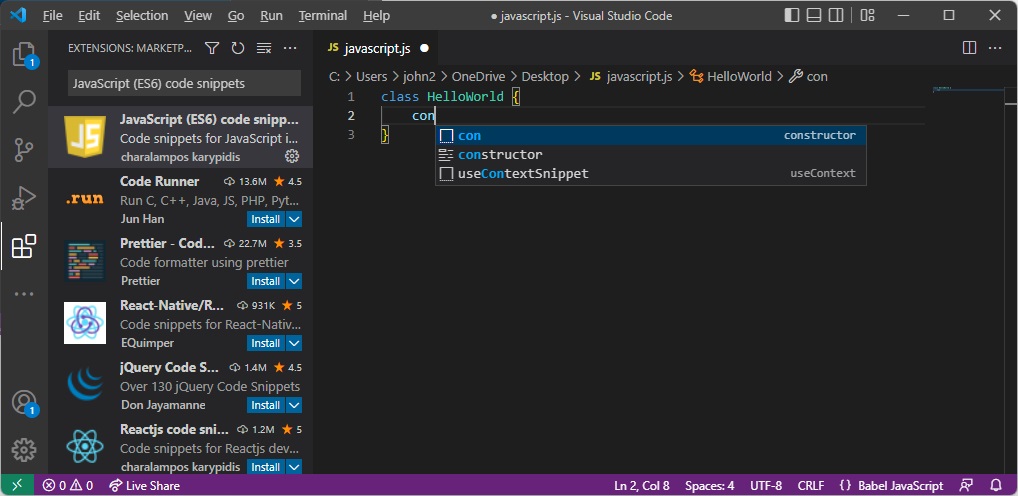 File Edit Selection View Go Run Terminal Help
● javascript.js - Visual Studio Code
EXTENSIONS: MARKETP...
JavaScript (ES6) code snippets
JS
JavaScript (ES6) code snipp...
Code snippets for JavaScript i...
charalampos karypidis
.run
Code Runner 13.6M ★ 4.5
Run C, C++, Java, JS, PHP, Pyt...
Jun Han Install
Prettier - Cod... 22.7M ★ 3.5
Code formatter using prettier
Prettier Install
React-Native/R... 931K ★ 5
Code snippets for React-Nativ...
EQuimper Install
jQuery Code S... 1.4M ★ 4.5
Over 130 jQuery Code Snippets
Don Jayamanne Install
Reactjs code sni... 1.2M ★ 5
Code snippets for Reactjs dev...
charalampos karypidis Install
1
1
JS javascript.js ●
C: > Users > john2 > OneDrive > Desktop > JS javascript.js > HelloWorld > con
1 class HelloWorld {
2 con
3 }
con constructor
constructor
useContextSnippet useContext
0 0 Live Share Ln 2, Col 8 Spaces: 4 UTF-8 CRLF { } Babel JavaScript